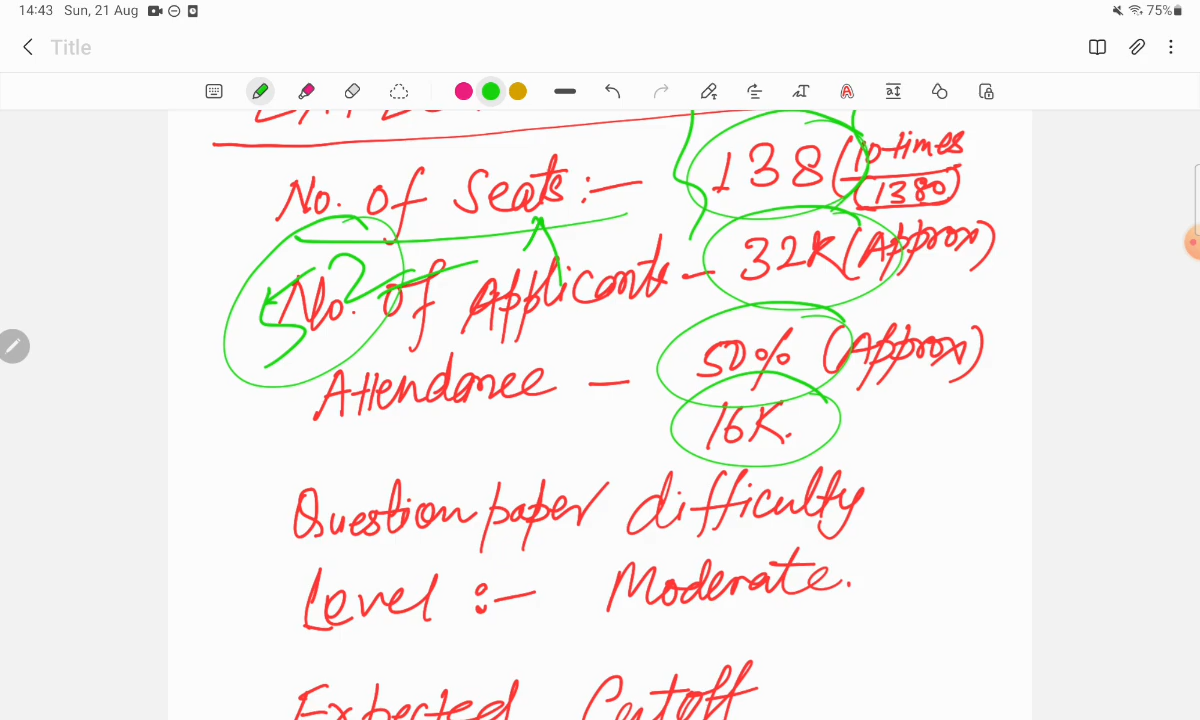 14:43 Sun, 21 Aug 75%
Title
No. of Seats :— 138 (10 times
1380)
No. of Applicants — 32K (Approx)
Attendance — 50% (Approx)
16K.
Question paper difficulty
Level :— Moderate.
Expected Cutoff